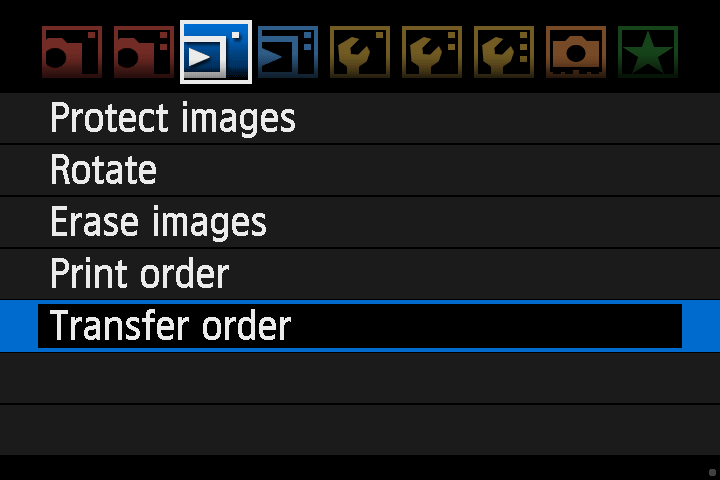 Protect images
Rotate
Erase images
Print order
Transfer order